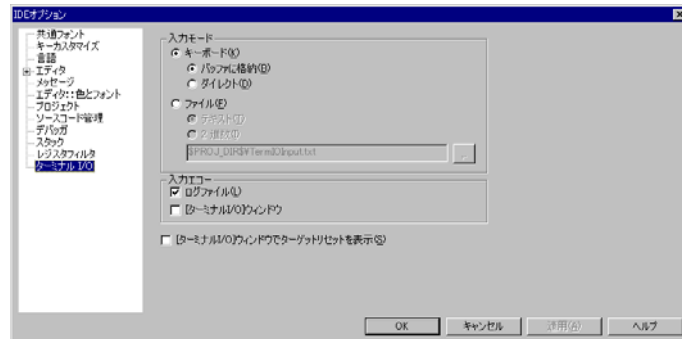 IDEオプション
共通フォント
キーカスタマイズ
言語
エディタ
メッセージ
エディタ::色とフォント
プロジェクト
ソースコード管理
デバッガ
スタック
レジスタフィルタ
ターミナル I/O
入力モード
キーボード(K)
バッファに格納(B)
ダイレクト(D)
ファイル(E)
テキスト(T)
2進数(I)
$PROJ_DIR$¥TermIOInput.txt
...
入力エコー
ログファイル(L)
[ターミナルI/O]ウィンドウ
[ターミナルI/O]ウィンドウでターゲットリセットを表示(S)
OK
キャンセル
適用(A)
ヘルプ